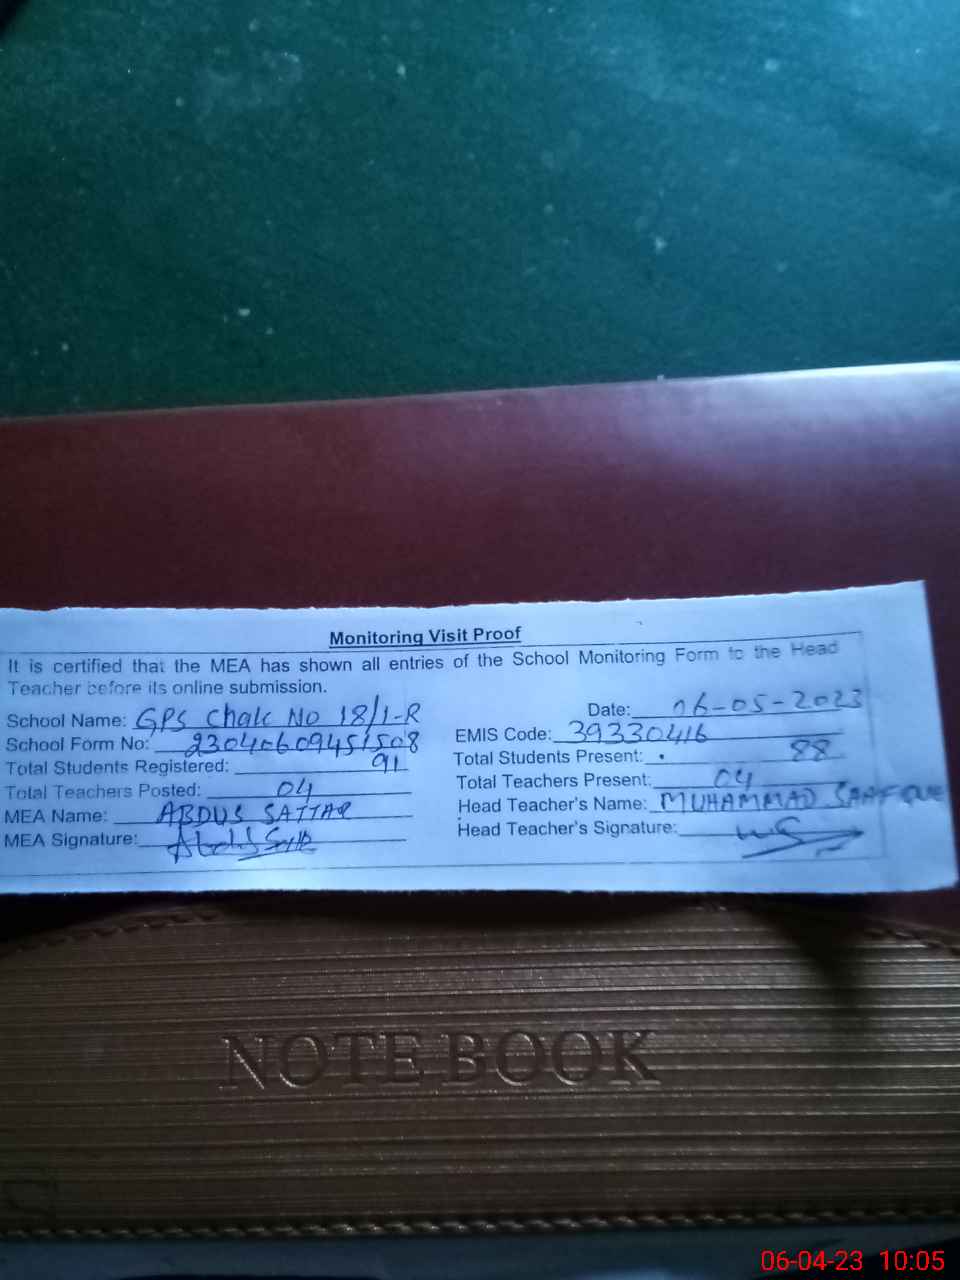 Monitoring Visit Proof
It is certified that the MEA has shown all entries of the School Monitoring Form to the Head
Teacher before its online submission.
School Name: GPS Chak No 18/1-R
Date: 06-05-2023
School Form No: 23040609451508
EMIS Code: 39330416
Total Students Registered: 91
Total Students Present: 88
Total Teachers Posted: 04
Total Teachers Present: 04
MEA Name: ABDUS SATTAR
Head Teacher's Name: MUHAMMAD
MEA Signature:
Head Teacher's Signature:
NOTE BOOK
06-04-23 10:05